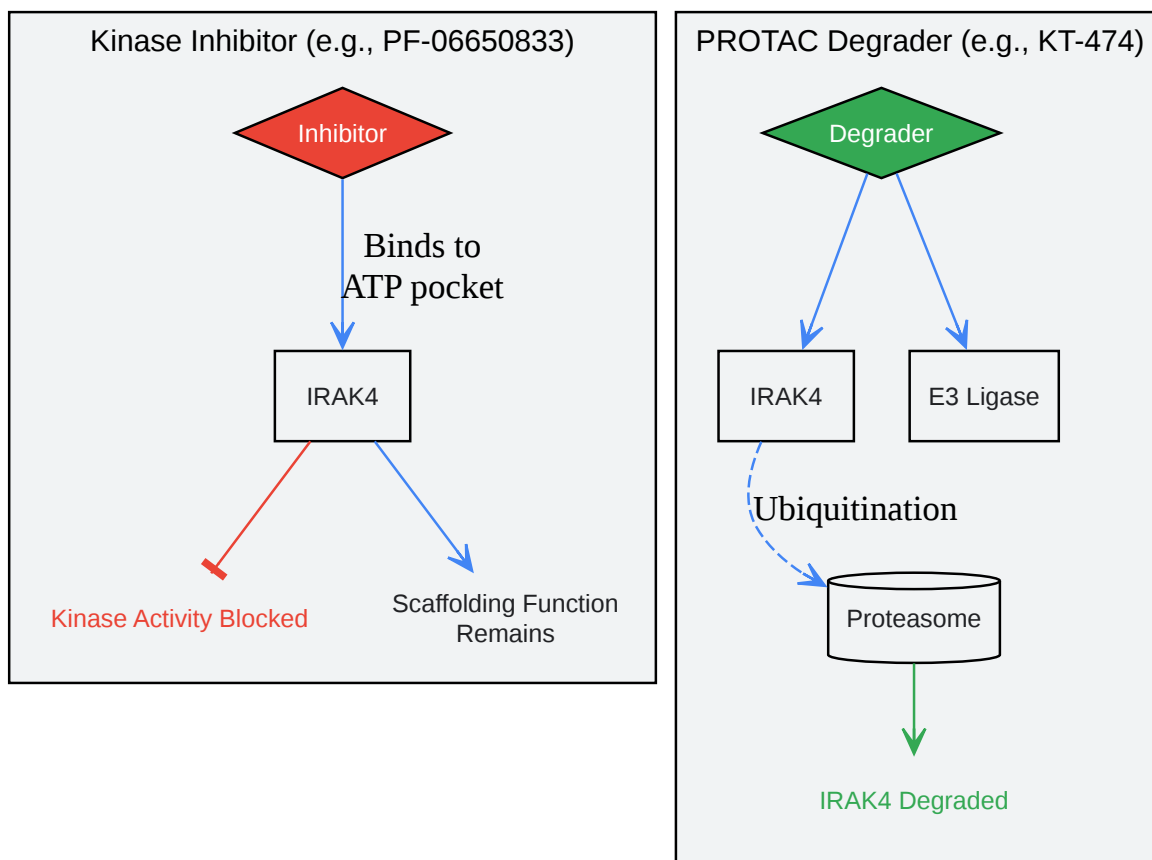 Kinase Inhibitor (e.g., PF-06650833)
Inhibitor
Binds to
ATP pocket
IRAK4
Kinase Activity Blocked
Scaffolding Function
Remains
PROTAC Degrader (e.g., KT-474)
Degrader
IRAK4
E3 Ligase
Ubiquitination
Proteasome
IRAK4 Degraded